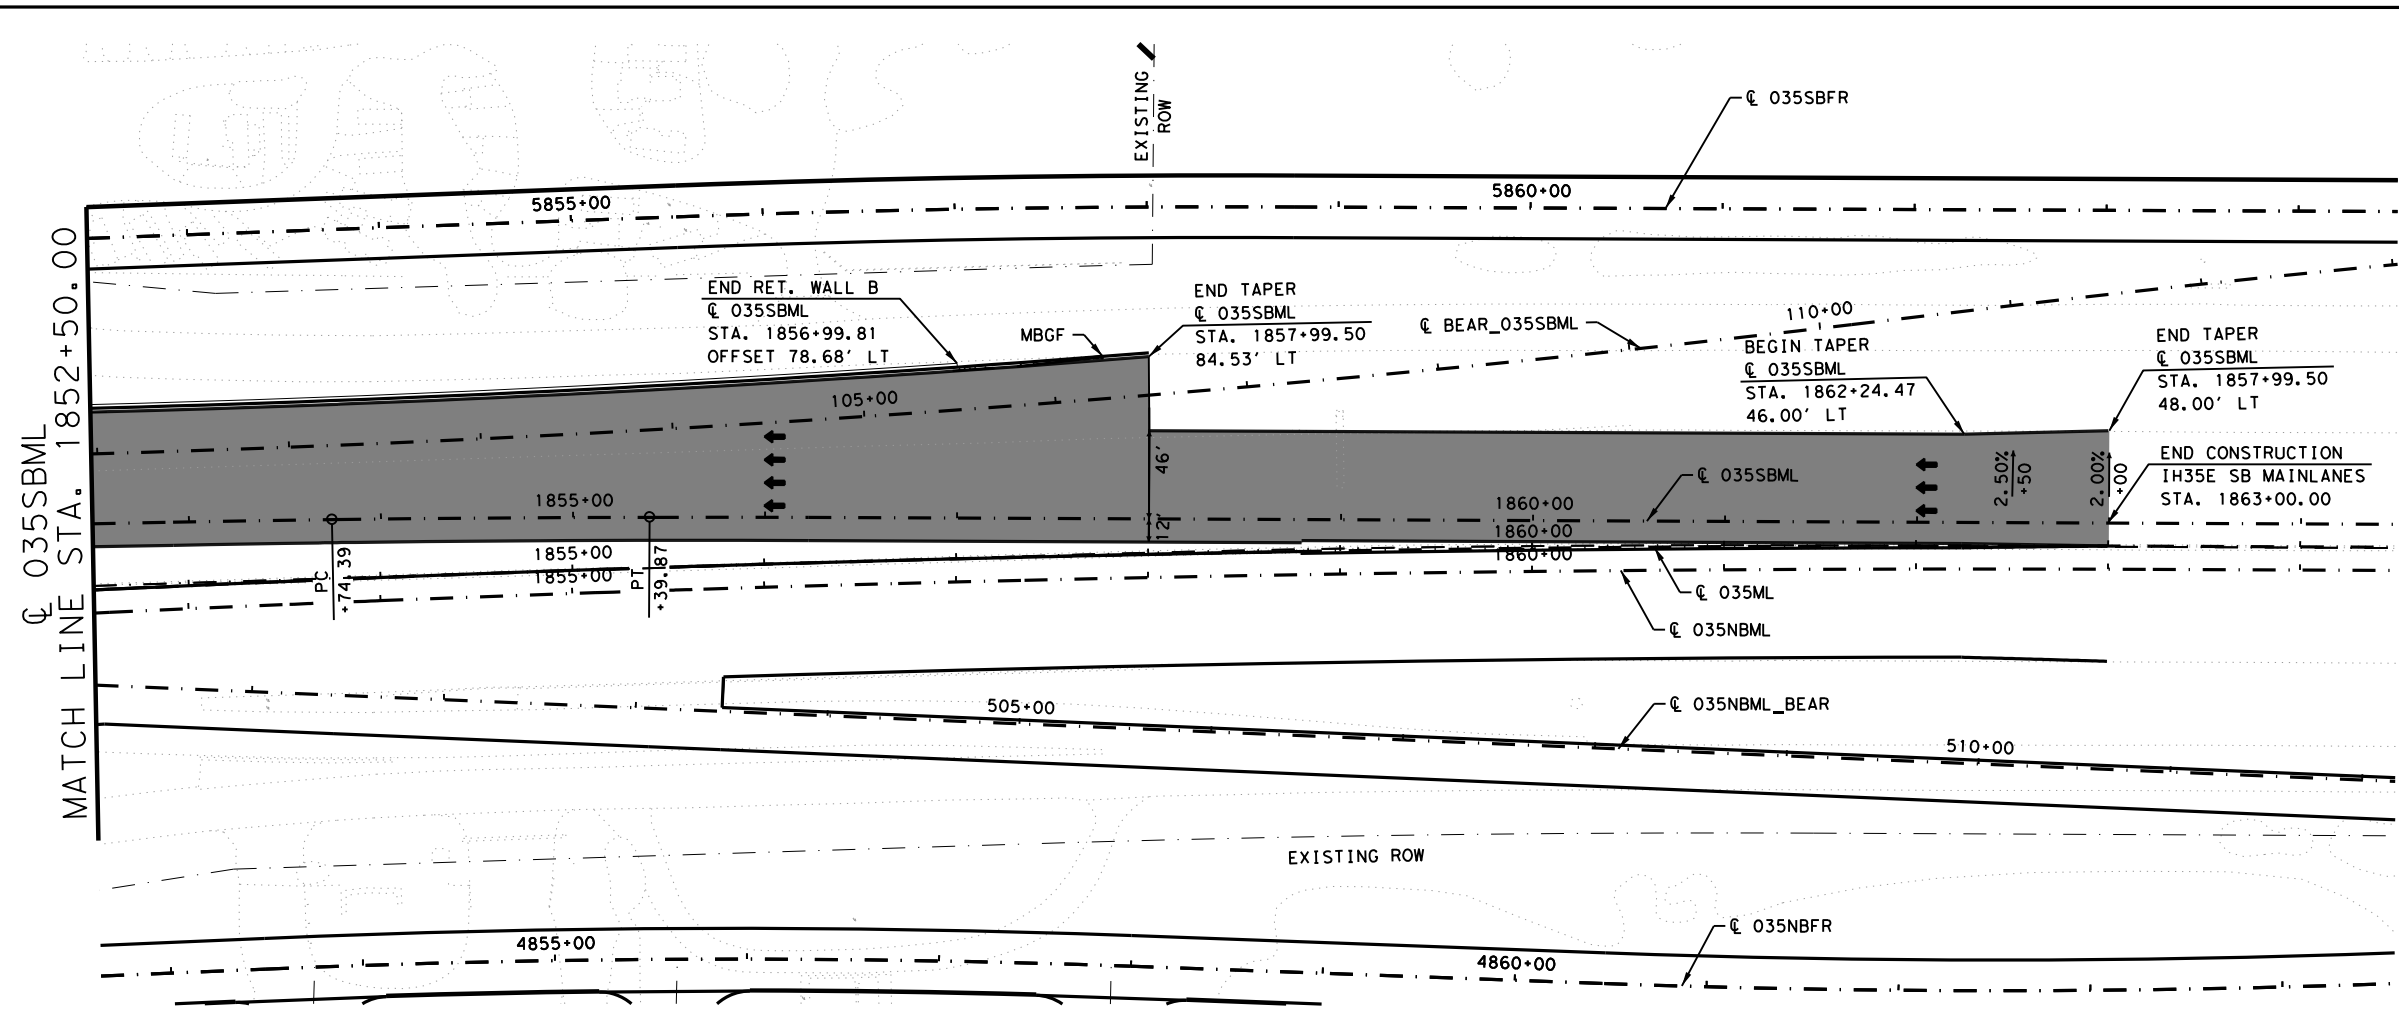 EXISTING
ROW
℄ 035SBFR
5855+00
5860+00
℄ 035SBML
MATCH LINE STA. 1852+50.00
END RET. WALL B
℄ 035SBML
STA. 1856+99.81
OFFSET 78.68' LT
MBGF
END TAPER
℄ 035SBML
STA. 1857+99.50
84.53' LT
℄ BEAR_035SBML
110+00
BEGIN TAPER
℄ 035SBML
STA. 1862+24.47
46.00' LT
END TAPER
℄ 035SBML
STA. 1857+99.50
48.00' LT
105+00
46'
12'
2.50%
+50
2.00%
+00
END CONSTRUCTION
IH35E SB MAINLANES
STA. 1863+00.00
℄ 035SBML
1855+00
1860+00
1860+00
1855+00
1860+00
1855+00
PC
+74.39
PT
+39.87
℄ 035ML
℄ 035NBML
505+00
℄ 035NBML_BEAR
510+00
EXISTING ROW
℄ 035NBFR
4855+00
4860+00